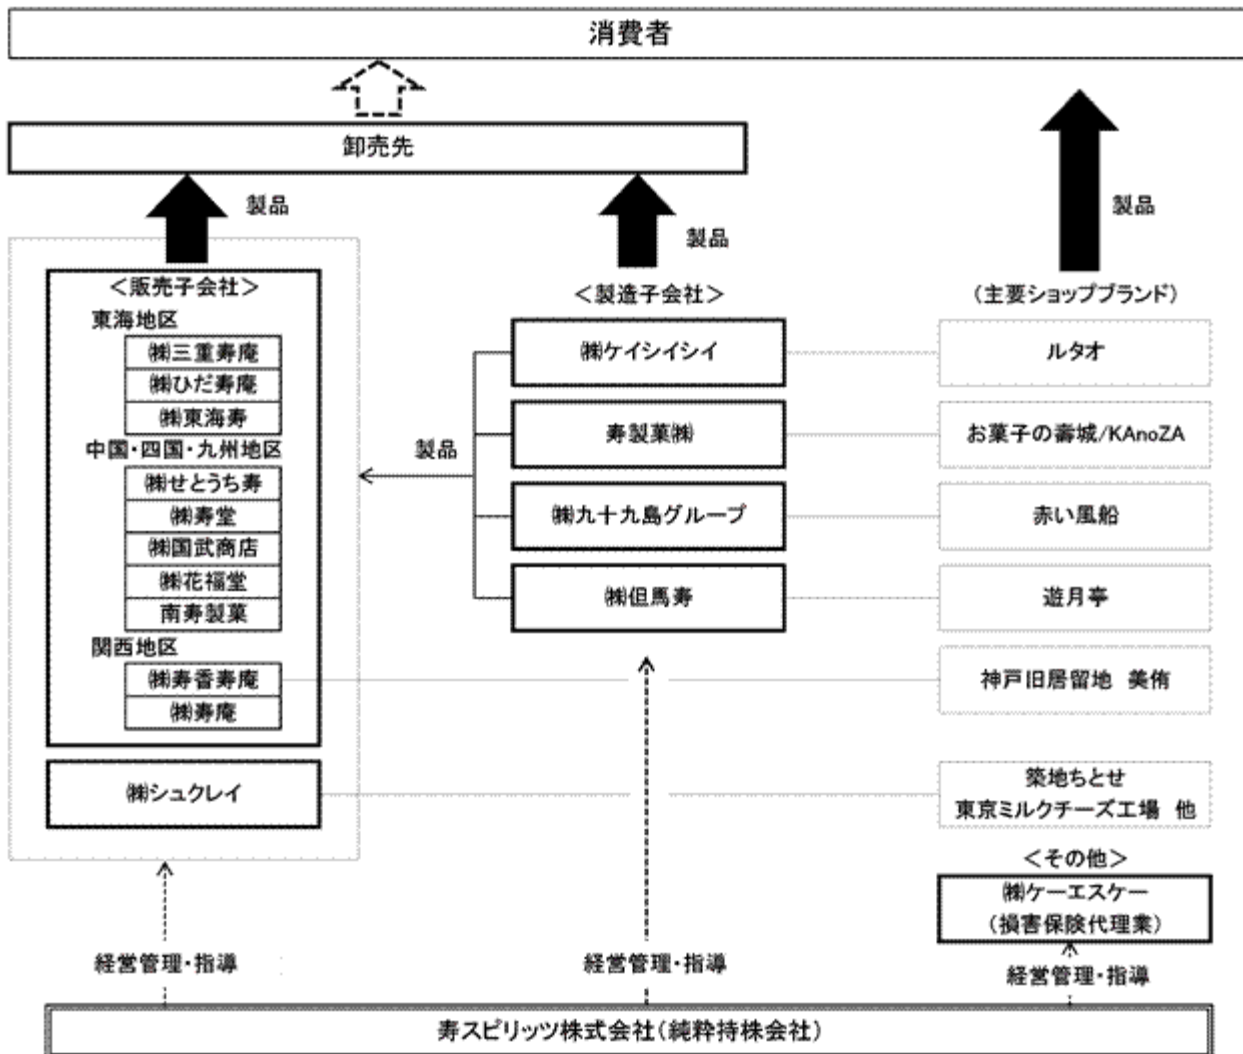 消費者
卸売先
製品
製品
製品
＜販売子会社＞
東海地区
㈱三重寿庵
㈱ひだ寿庵
㈱東海寿
中国・四国・九州地区
㈱せとうち寿
㈱寿堂
㈱国武商店
㈱花福堂
南寿製菓
関西地区
㈱寿香寿庵
㈱寿庵
㈱シュクレイ
製品
＜製造子会社＞
㈱ケイシイシイ
寿製菓㈱
㈱九十九島グループ
㈱但馬寿
（主要ショップブランド）
ルタオ
お菓子の壽城/KAnoZA
赤い風船
遊月亭
神戸旧居留地　美侑
築地ちとせ
東京ミルクチーズ工場　他
＜その他＞
㈱ケーエスケー
（損害保険代理業）
経営管理・指導
経営管理・指導
経営管理・指導
寿スピリッツ株式会社（純粋持株会社）